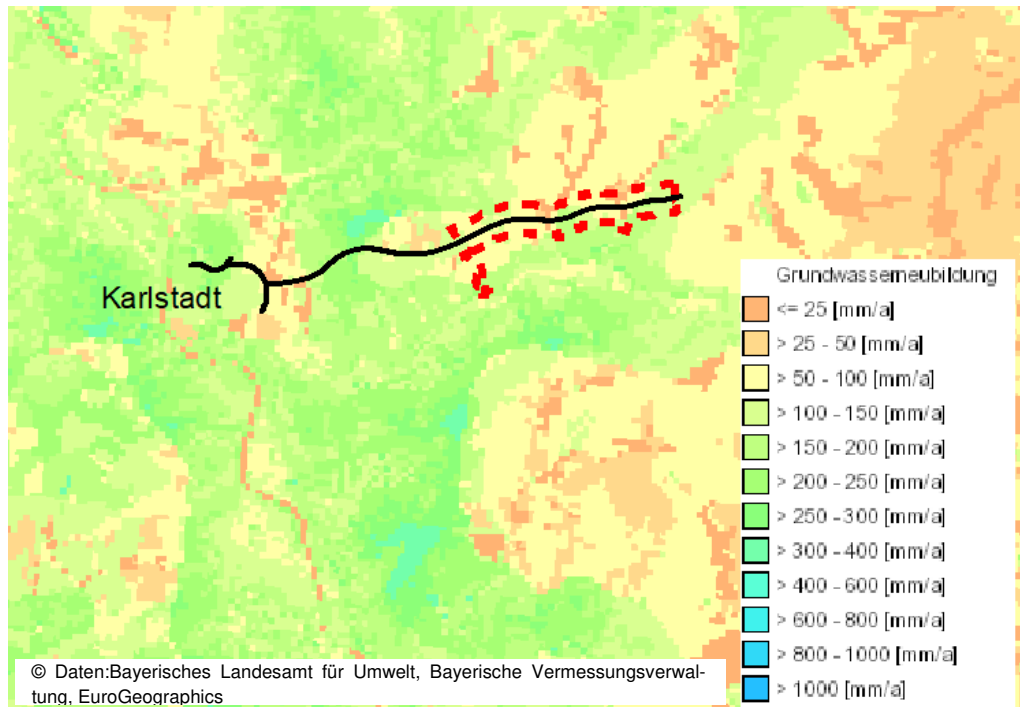 Karlstadt
Grundwasserneubildung
<= 25 [mm/a]
> 25 - 50 [mm/a]
> 50 - 100 [mm/a]
> 100 - 150 [mm/a]
> 150 - 200 [mm/a]
> 200 - 250 [mm/a]
> 250 -300 [mm/a]
> 300 - 400 [mm/a]
> 400 - 600 [mm/a]
> 600 - 800 [mm/a]
> 800 - 1000 [mm/a]
> 1000 [mm/a]
© Daten:Bayerisches Landesamt für Umwelt, Bayerische Vermessungsverwal-
tung, EuroGeographics